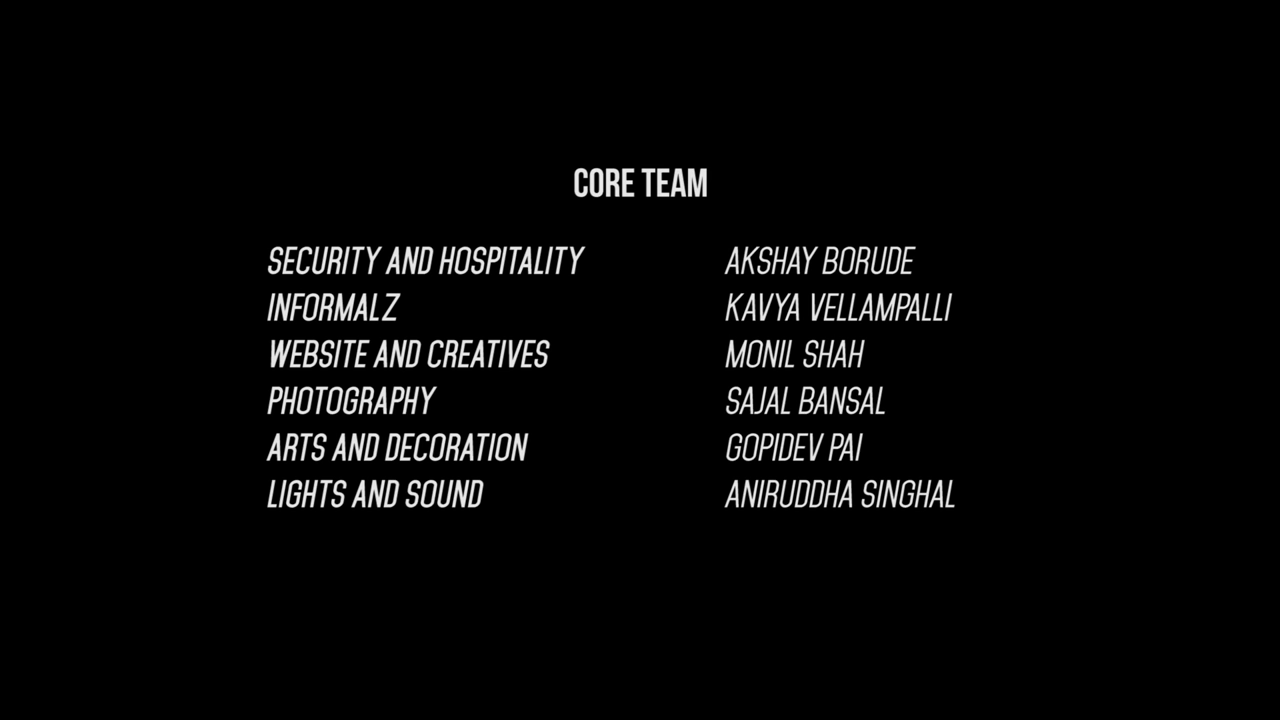 CORE TEAM
SECURITY AND HOSPITALITY AKSHAY BORUDE
INFORMALZ KAVYA VELLAMPALLI
WEBSITE AND CREATIVES MONIL SHAH
PHOTOGRAPHY SAJAL BANSAL
ARTS AND DECORATION GOPIDEV PAI
LIGHTS AND SOUND ANIRUDDHA SINGHAL